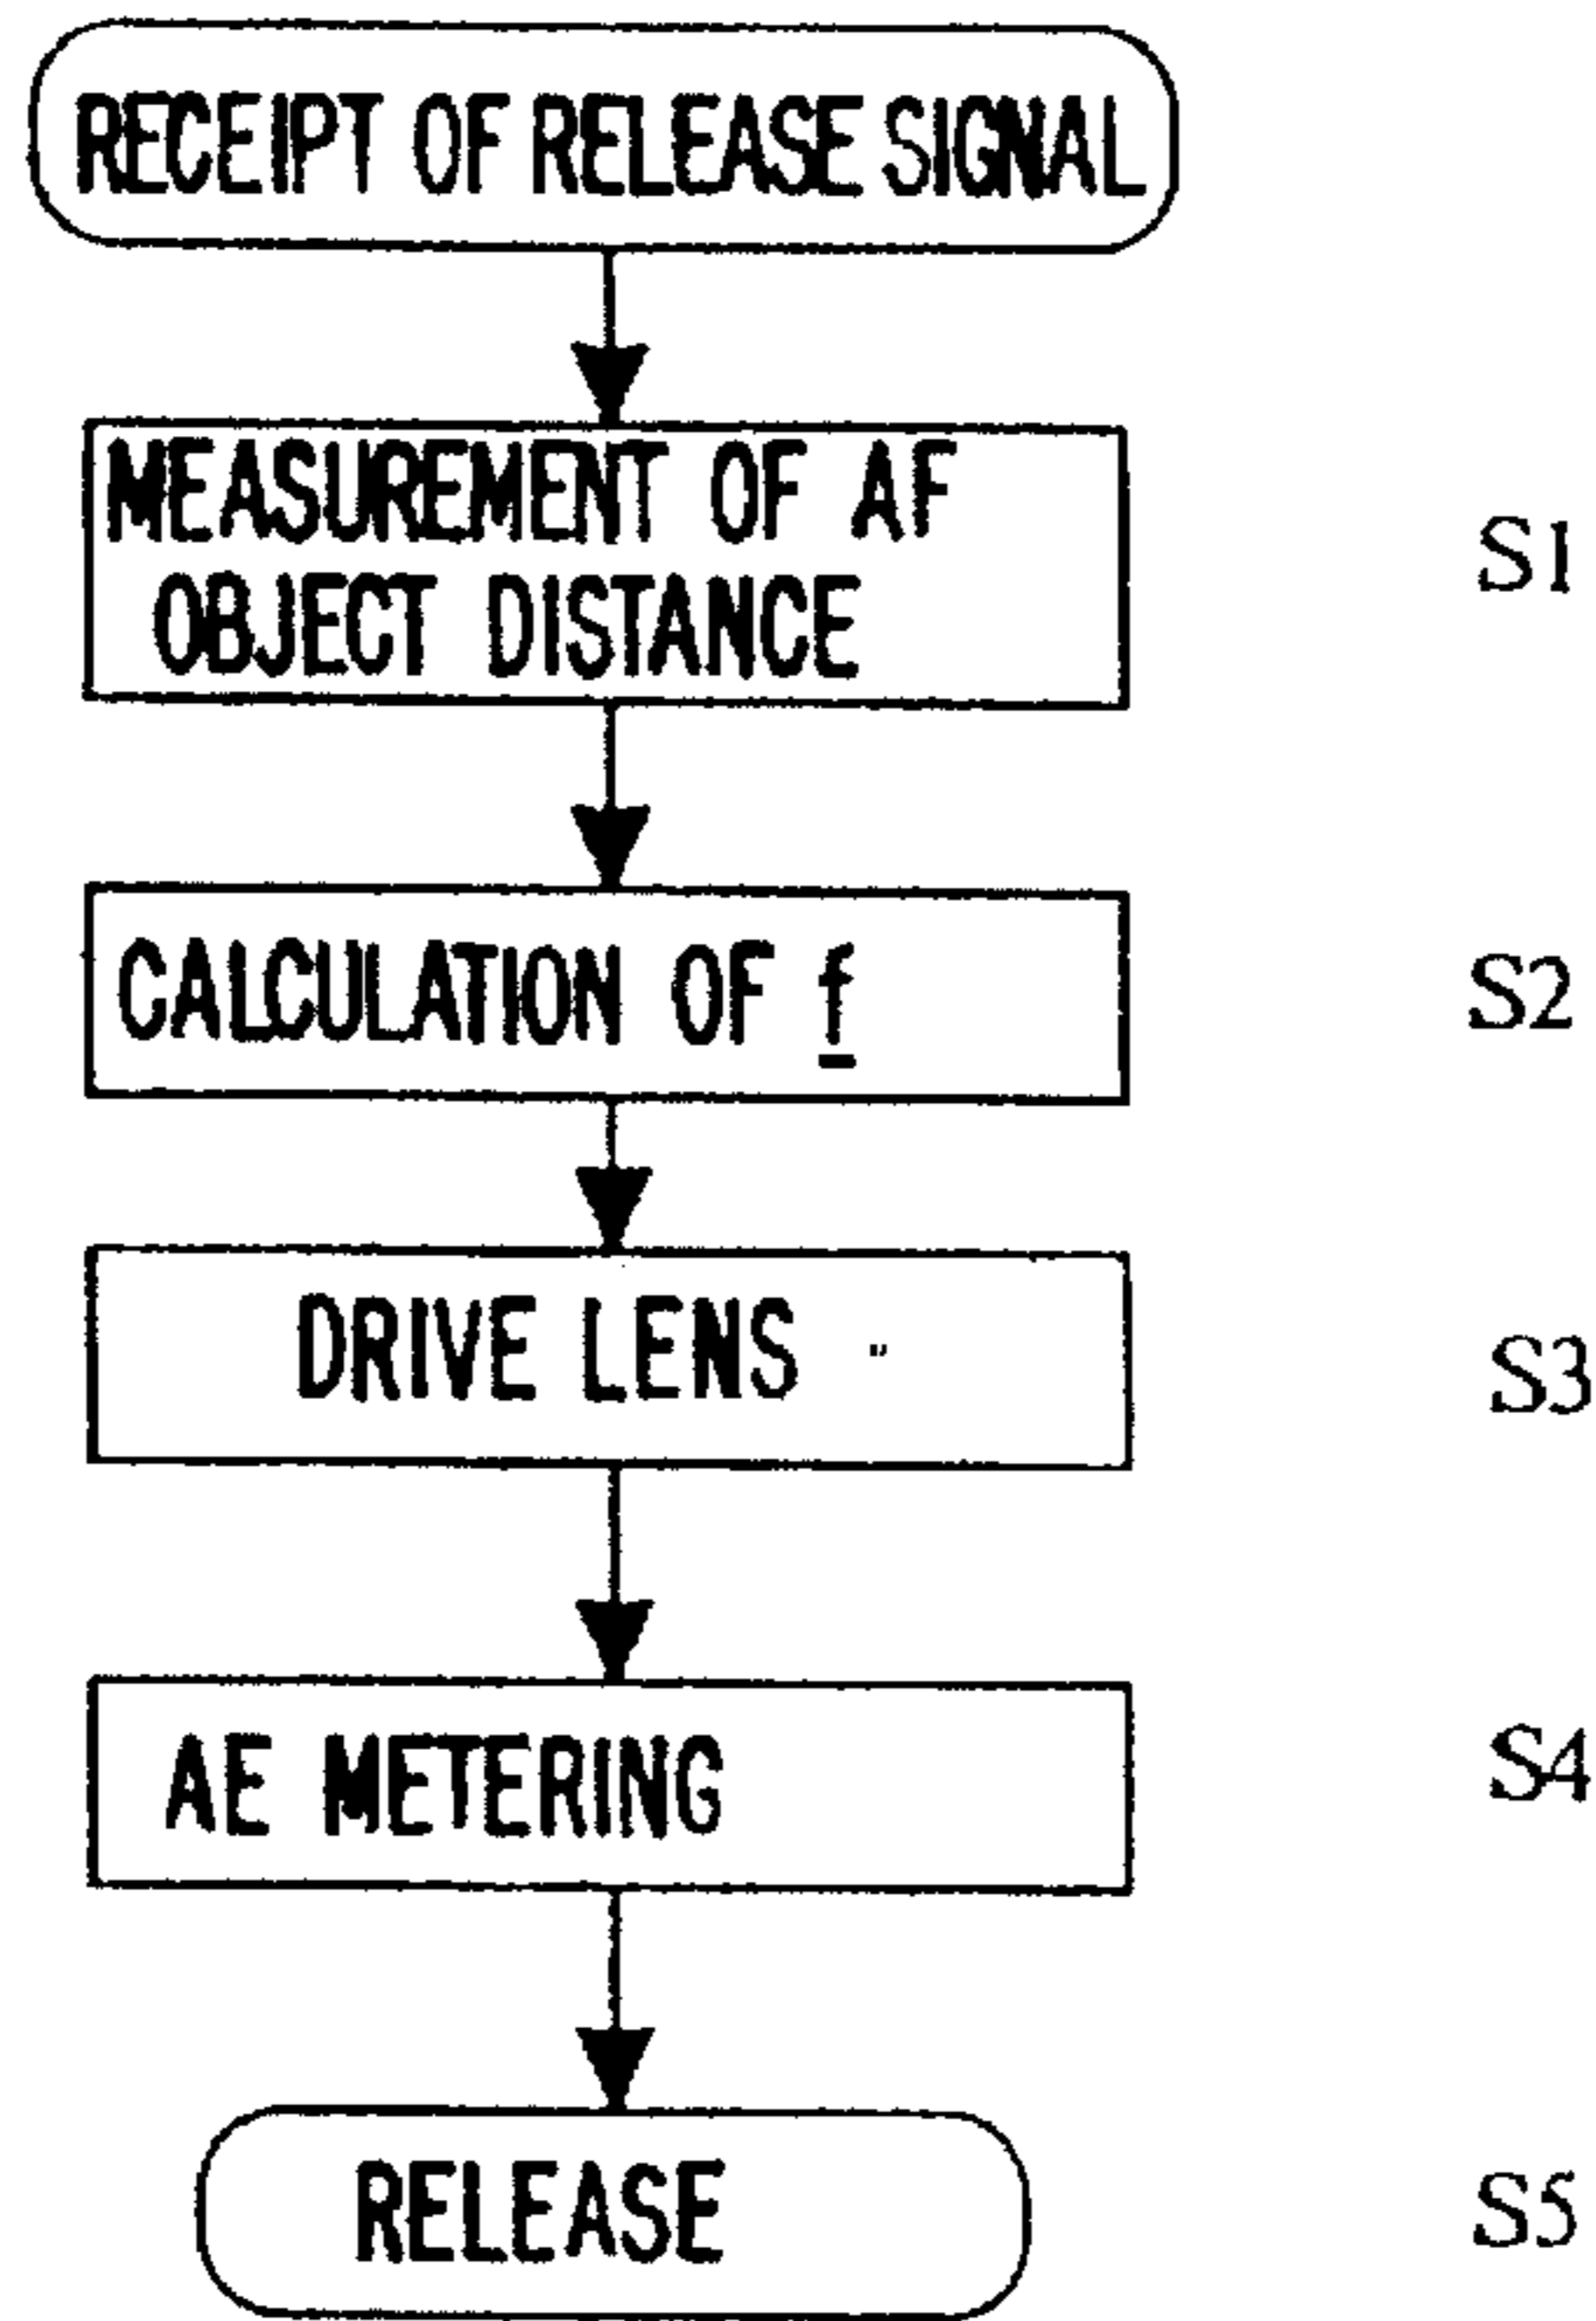 RECEIPT OF RELEASE SIGNAL
MEASUREMENT OF AF
OBJECT DISTANCE
S1
CALCULATION OF f
S2
DRIVE LENS
S3
AE METERING
S4
RELEASE
S5